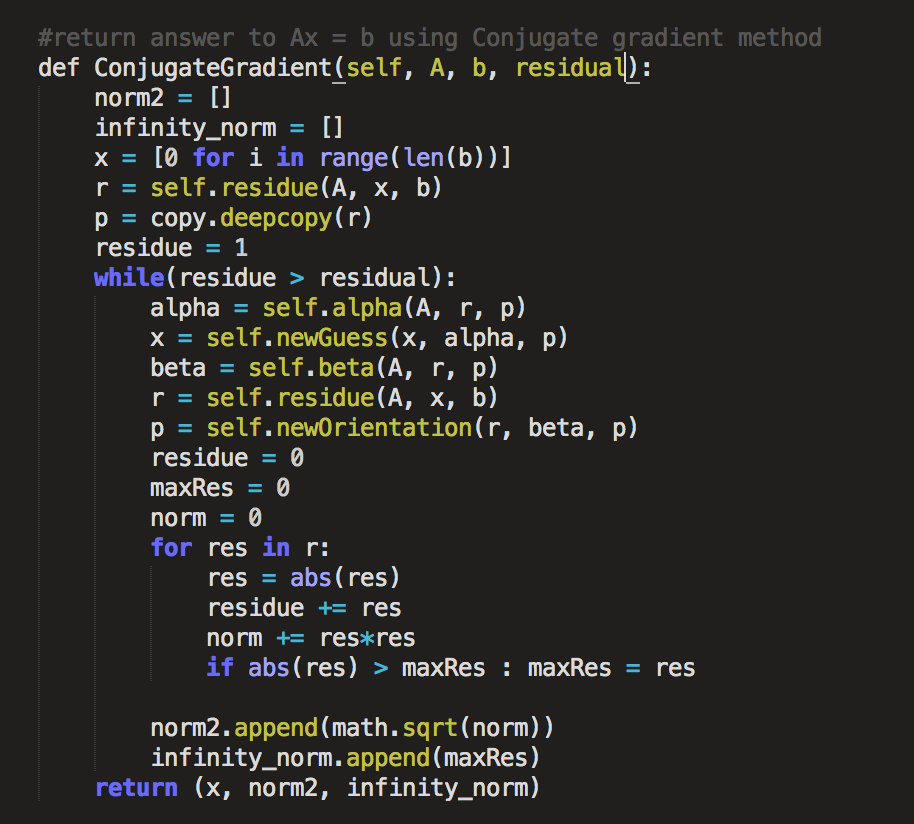 #return answer to Ax = b using Conjugate gradient method
def ConjugateGradient(self, A, b, residual):
    norm2 = []
    infinity_norm = []
    x = [0 for i in range(len(b))]
    r = self.residue(A, x, b)
    p = copy.deepcopy(r)
    residue = 1
    while(residue > residual):
        alpha = self.alpha(A, r, p)
        x = self.newGuess(x, alpha, p)
        beta = self.beta(A, r, p)
        r = self.residue(A, x, b)
        p = self.newOrientation(r, beta, p)
        residue = 0
        maxRes = 0
        norm = 0
        for res in r:
            res = abs(res)
            residue += res
            norm += res*res
            if abs(res) > maxRes : maxRes = res
        norm2.append(math.sqrt(norm))
        infinity_norm.append(maxRes)
    return (x, norm2, infinity_norm)